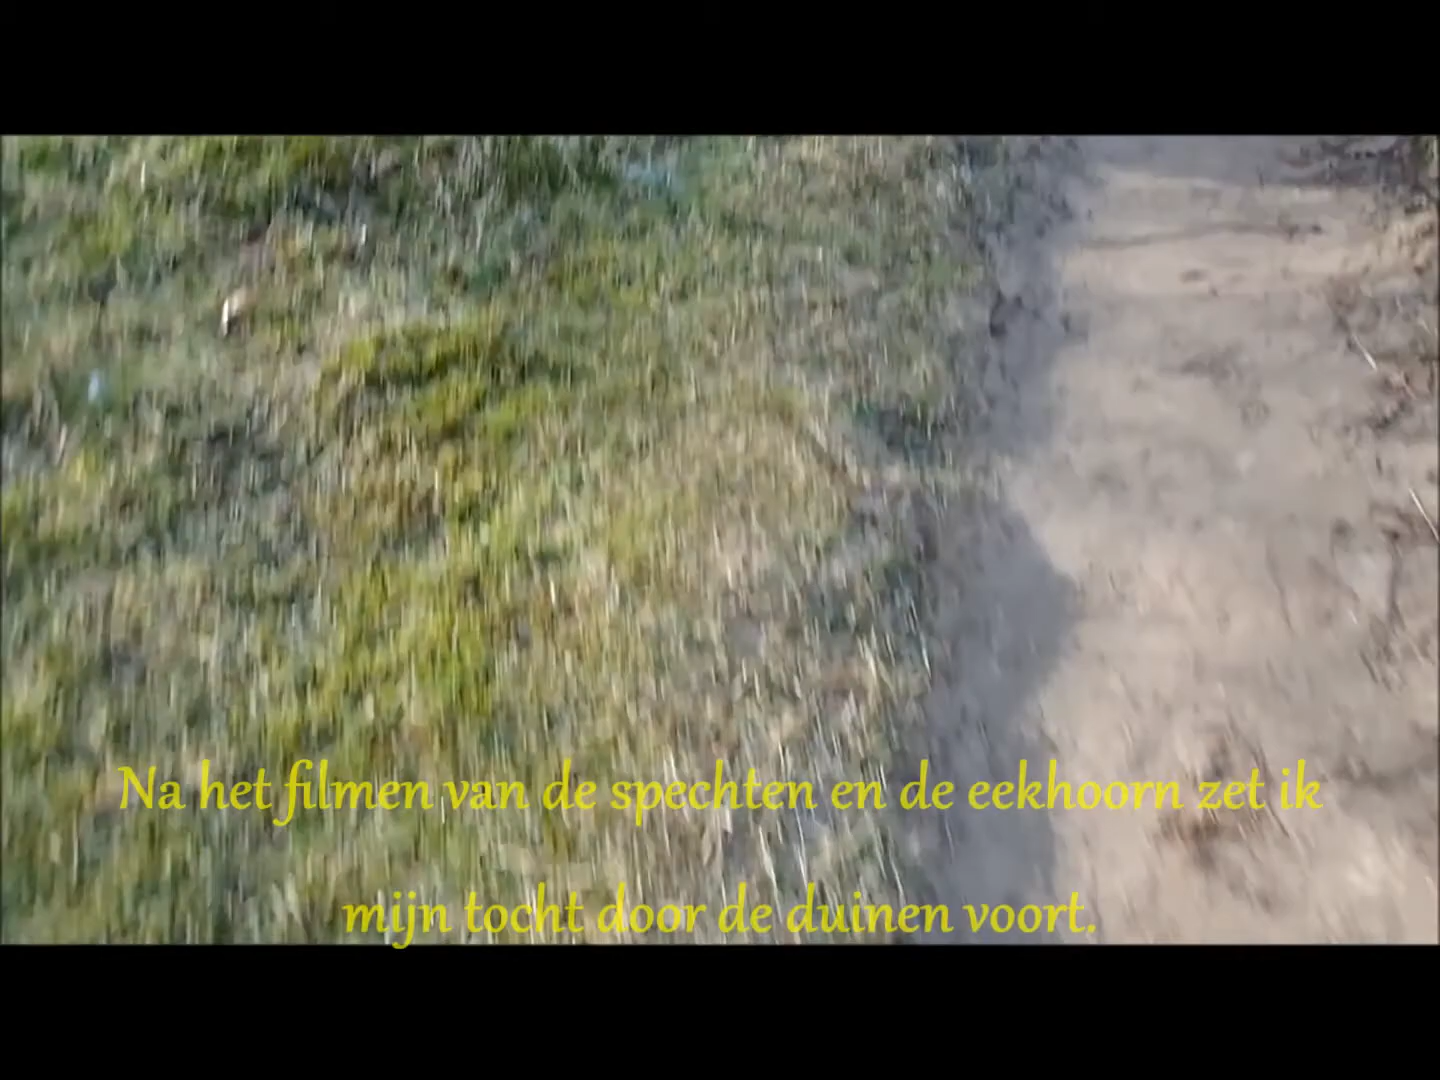 Na het filmen van de spechten en de eekhoorn zet ik
mijn tocht door de duinen voort.